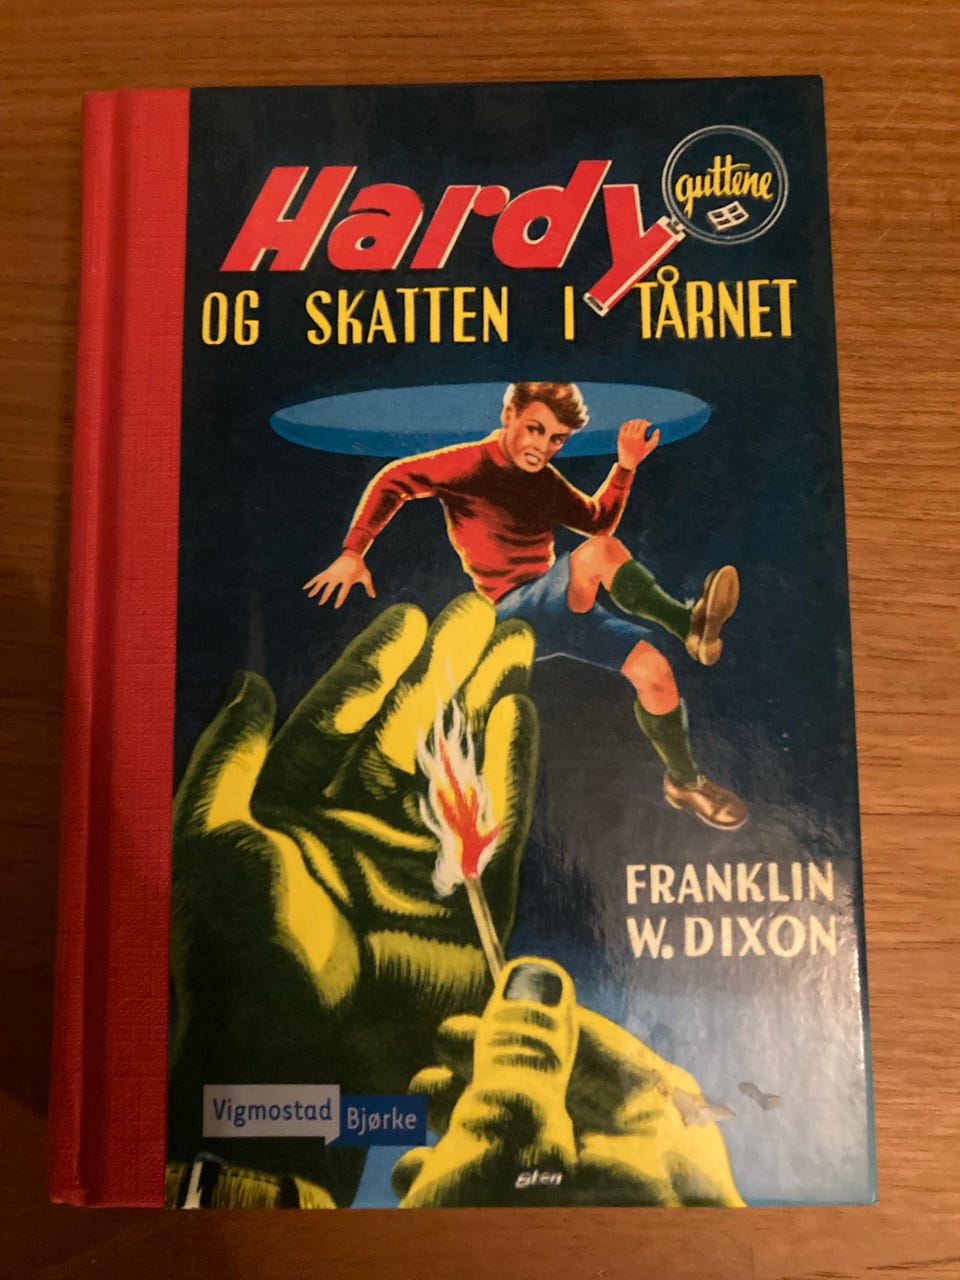 Hardy
guttene
OG SKATTEN I TÅRNET
FRANKLIN
W. DIXON
Vigmostad
Bjørke
Sten